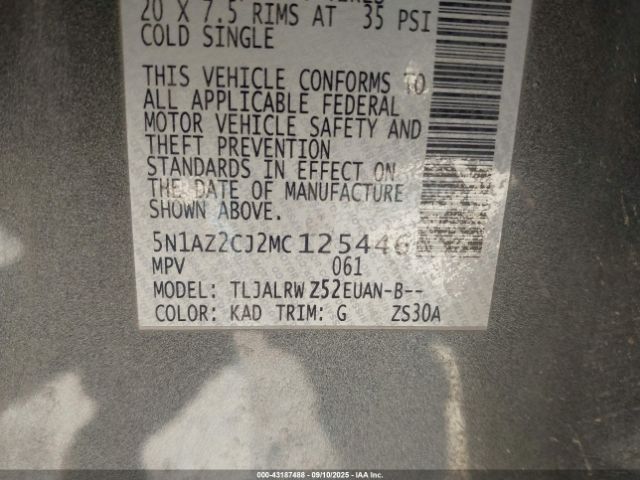 20 X 7.5 RIMS AT 35 PSI
COLD SINGLE
THIS VEHICLE CONFORMS TO
ALL APPLICABLE FEDERAL
MOTOR VEHICLE SAFETY AND
THEFT PREVENTION
STANDARDS IN EFFECT ON
THE DATE OF MANUFACTURE
SHOWN ABOVE.
5N1AZ2CJ2MC125446
MPV 061
MODEL: TLJALRWZ52EUAN-B--
COLOR: KAD TRIM: G ZS30A
000-43187488 - 09/10/2025 - IAA Inc.